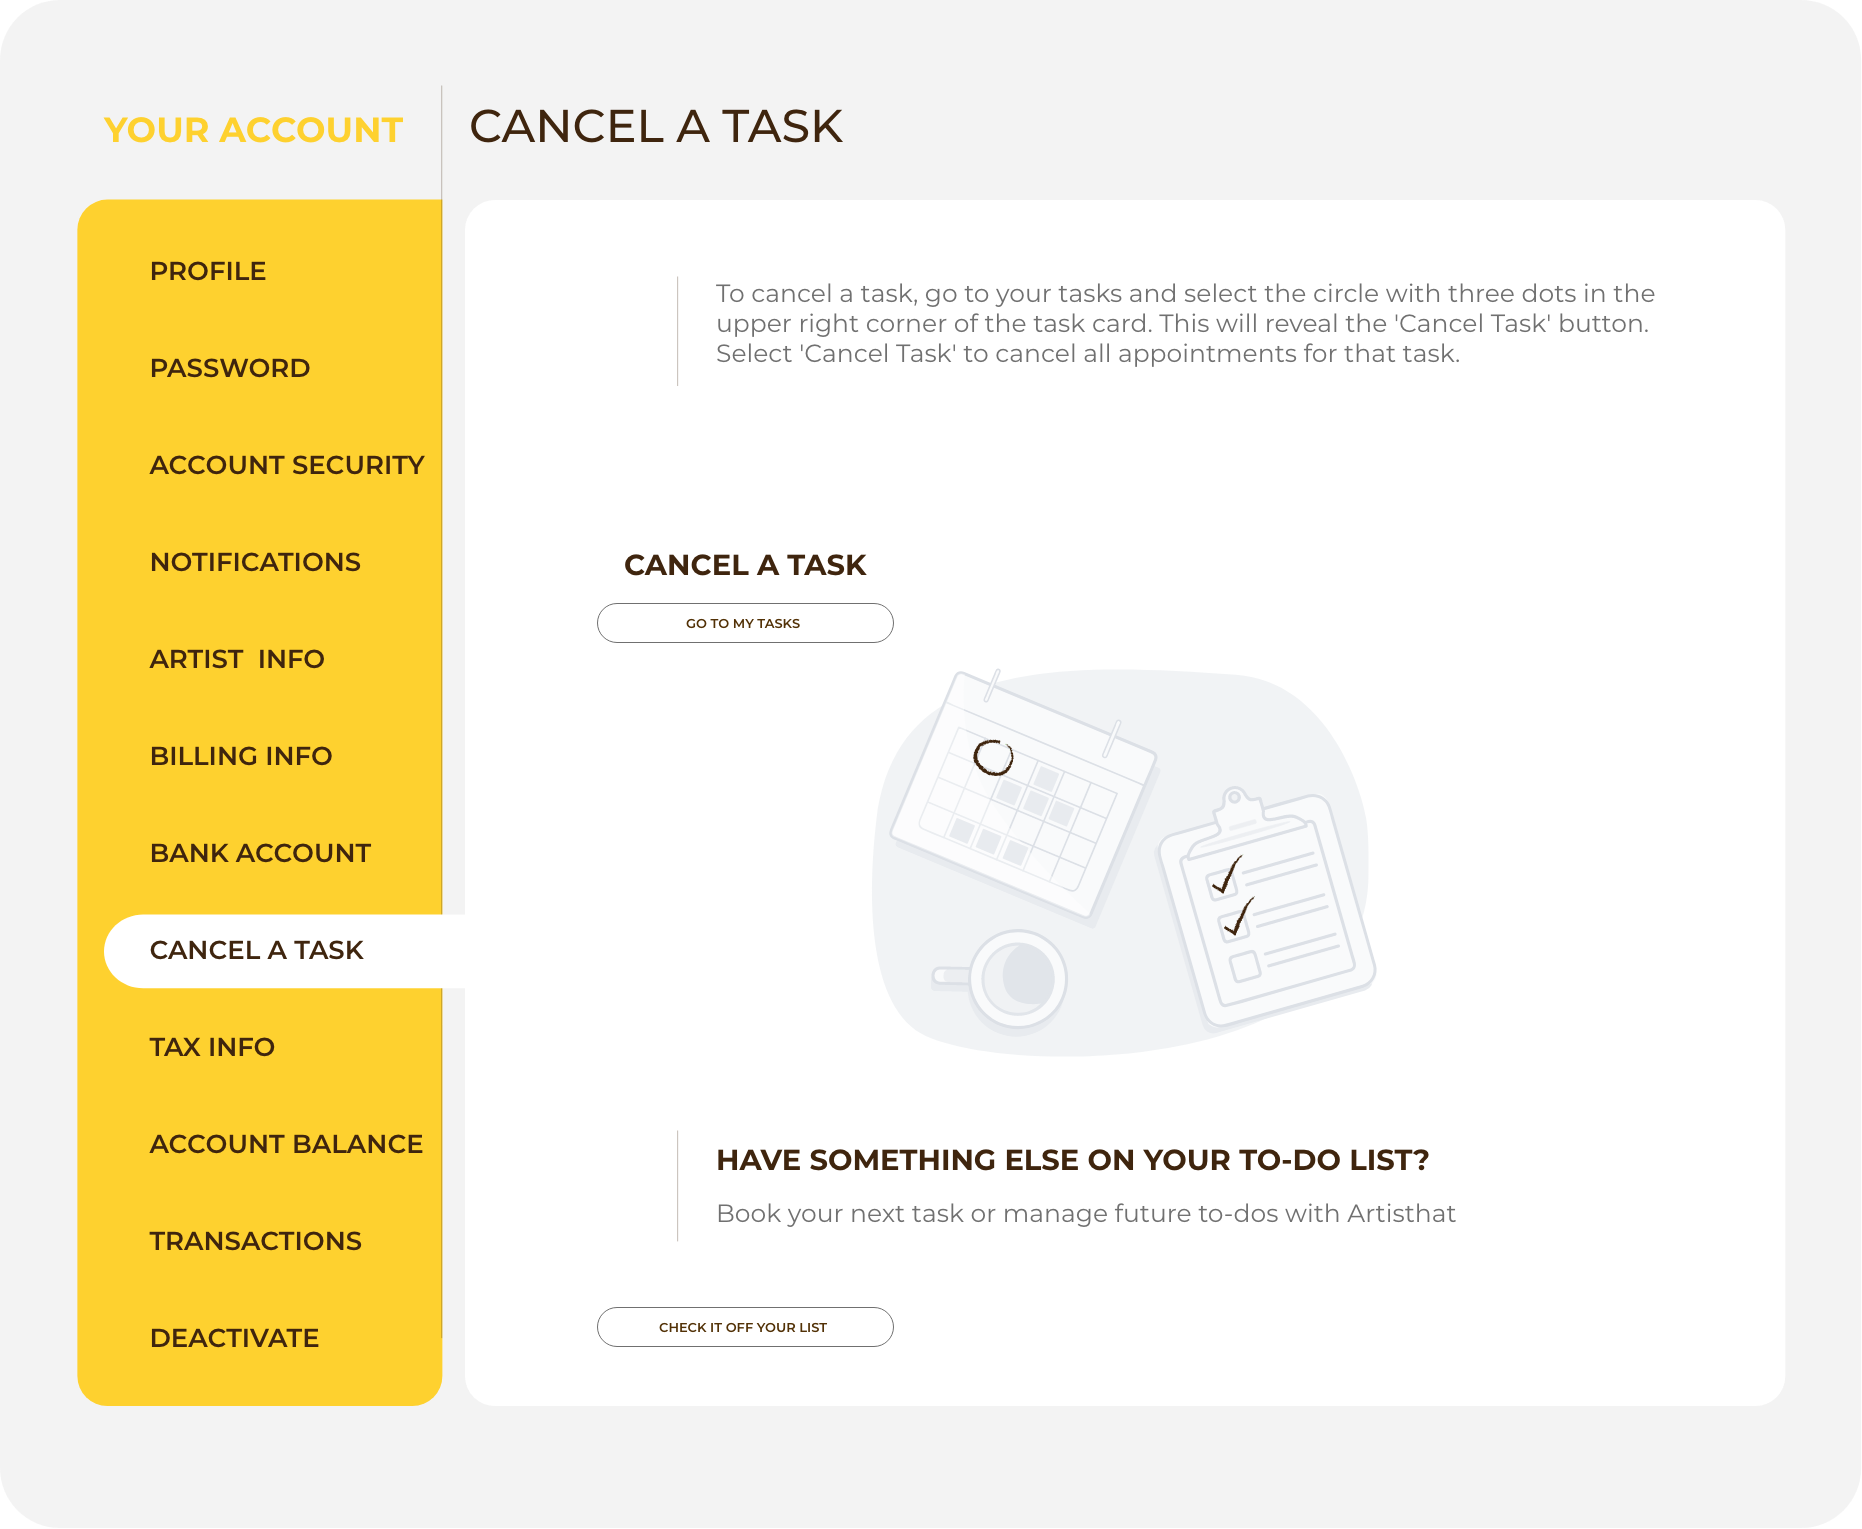 YOUR ACCOUNT
CANCEL A TASK
PROFILE
PASSWORD
ACCOUNT SECURITY
NOTIFICATIONS
ARTIST  INFO
BILLING INFO
BANK ACCOUNT
CANCEL A TASK
TAX INFO
ACCOUNT BALANCE
TRANSACTIONS
DEACTIVATE
To cancel a task, go to your tasks and select the circle with three dots in the
upper right corner of the task card. This will reveal the 'Cancel Task' button.
Select 'Cancel Task' to cancel all appointments for that task.
CANCEL A TASK
GO TO MY TASKS
HAVE SOMETHING ELSE ON YOUR TO-DO LIST?
Book your next task or manage future to-dos with Artisthat
CHECK IT OFF YOUR LIST